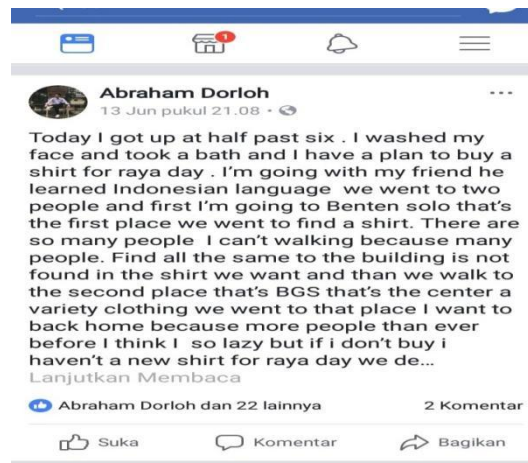 1
Abraham Dorloh
13 Jun pukul 21.08
Today I got up at half past six . I washed my
face and took a bath and I have a plan to buy a
shirt for raya day . I'm going with my friend he
learned Indonesian language we went to two
people and first I'm going to Benten solo that's
the first place we went to find a shirt. There are
so many people I can't walking because many
people. Find all the same to the building is not
found in the shirt we want and than we walk to
the second place that's BGS that's the center a
variety clothing we went to that place I want to
back home because more people than ever
before I think I so lazy but if i don't buy i
haven't a new shirt for raya day we de...
Lanjutkan Membaca
Abraham Dorloh dan 22 lainnya 2 Komentar
Suka Komentar Bagikan